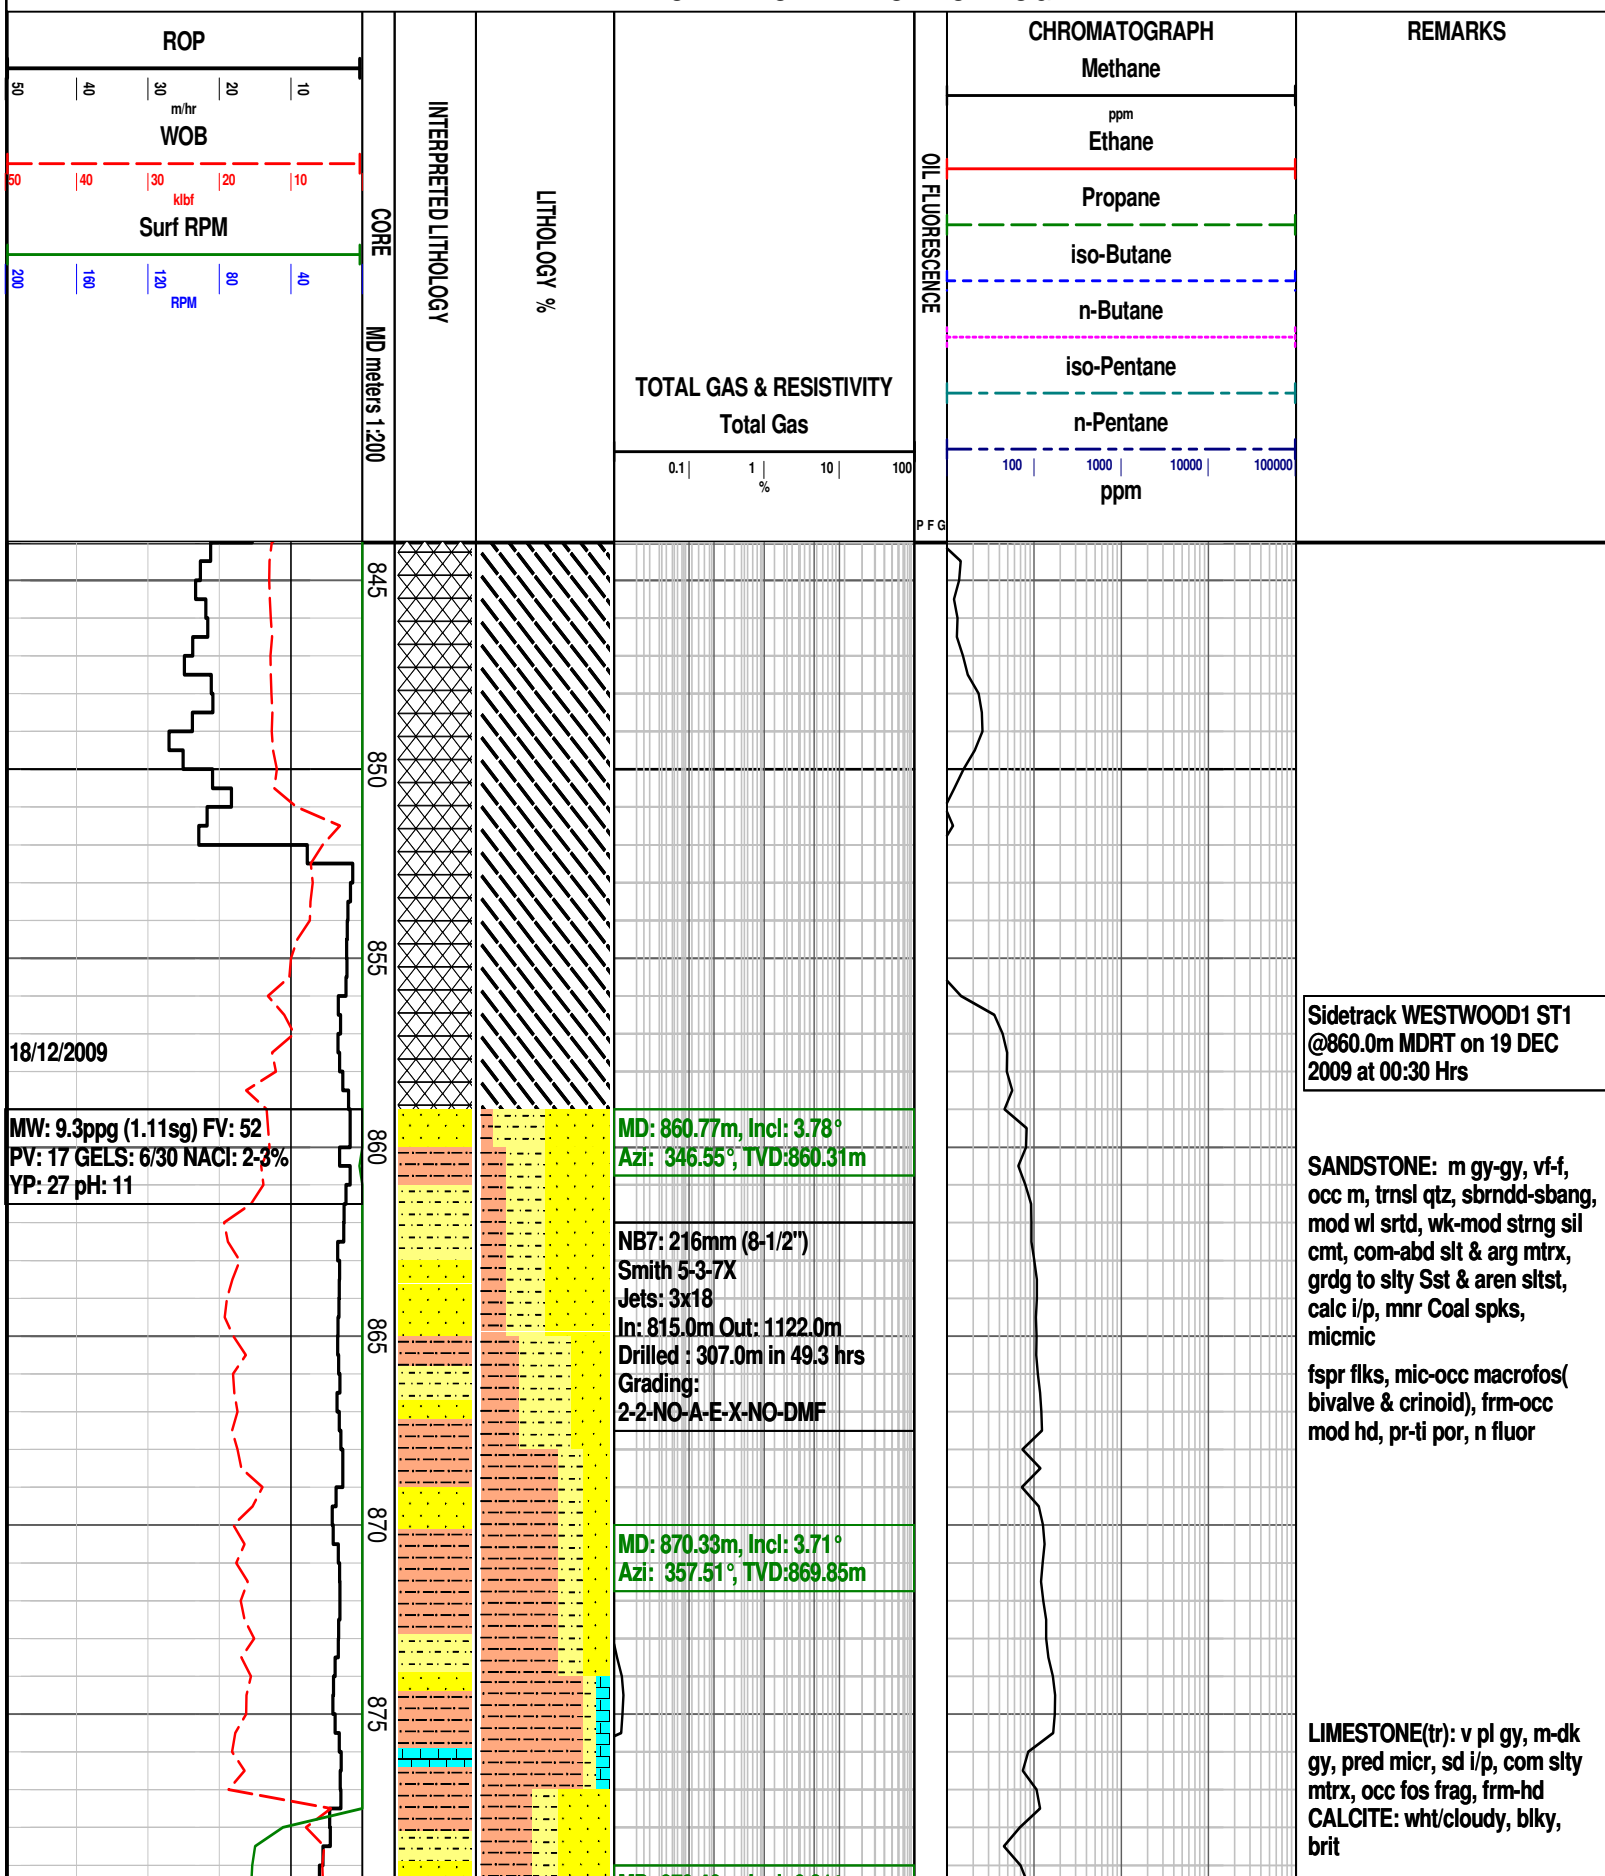 ROP
50 40 30 20 10
m/hr
WOB
50 40 30 20 10
klbf
Surf RPM
200 160 120 80 40
RPM
CORE
MD meters 1:200
INTERPRETED LITHOLOGY
LITHOLOGY %
TOTAL GAS & RESISTIVITY
Total Gas
0.1 1 10 100
%
OIL FLUORESCENCE
P F G
CHROMATOGRAPH
Methane
ppm
Ethane
Propane
iso-Butane
n-Butane
iso-Pentane
n-Pentane
100 1000 10000 100000
ppm
REMARKS
845
850
855
860
865
870
875
18/12/2009
MW: 9.3ppg (1.11sg) FV: 52
PV: 17 GELS: 6/30 NACl: 2-3%
YP: 27 pH: 11
MD: 860.77m, Incl: 3.78°
Azi: 346.55°, TVD:860.31m
NB7: 216mm (8-1/2")
Smith 5-3-7X
Jets: 3x18
In: 815.0m Out: 1122.0m
Drilled : 307.0m in 49.3 hrs
Grading:
2-2-NO-A-E-X-NO-DMF
MD: 870.33m, Incl: 3.71°
Azi: 357.51°, TVD:869.85m
Sidetrack WESTWOOD1 ST1
@860.0m MDRT on 19 DEC
2009 at 00:30 Hrs
SANDSTONE: m gy-gy, vf-f,
occ m, trnsl qtz, sbrndd-sbang,
mod wl srtd, wk-mod strng sil
cmt, com-abd slt & arg mtrx,
grdg to slty Sst & aren sltst,
calc i/p, mnr Coal spks,
micmic
fspr flks, mic-occ macrofos(
bivalve & crinoid), frm-occ
mod hd, pr-ti por, n fluor
LIMESTONE(tr): v pl gy, m-dk
gy, pred micr, sd i/p, com slty
mtrx, occ fos frag, frm-hd
CALCITE: wht/cloudy, blky,
brit